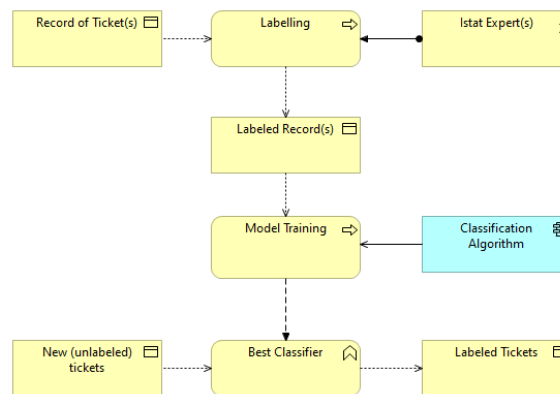 Record of Ticket(s)
Labelling
Istat Expert(s)
Labeled Record(s)
Model Training
Classification
Algorithm
New (unlabeled)
tickets
Best Classifier
Labeled Tickets